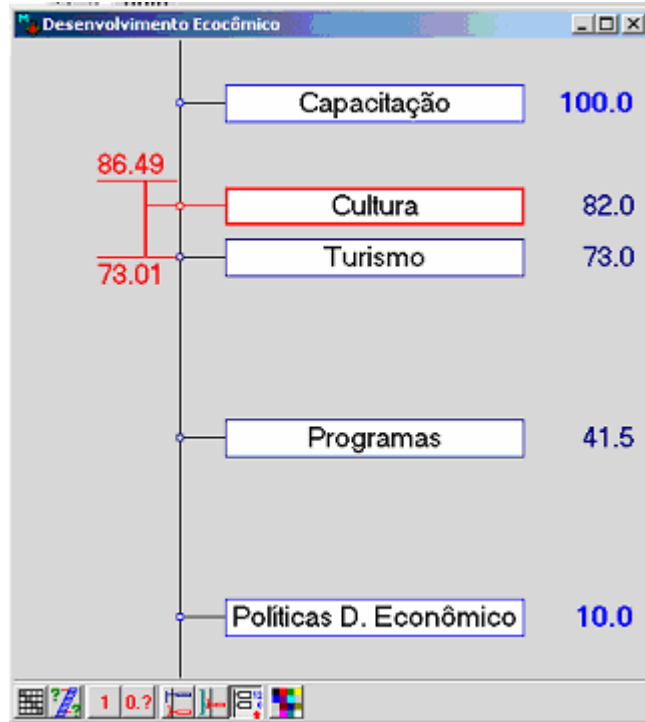 Desenvolvimento Ecocômico
Capacitação 100.0
86.49
Cultura 82.0
Turismo 73.0
73.01
Programas 41.5
Políticas D. Econômico 10.0
1 0.?